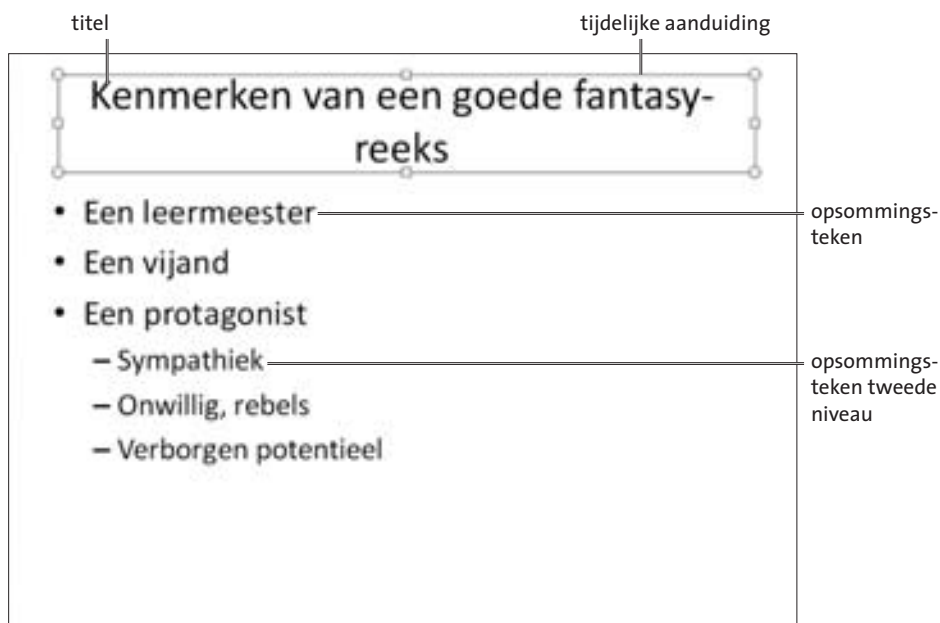 titel
tijdelijke aanduiding
Kenmerken van een goede fantasy-
reeks
• Een leermeester
opsommings-
teken
• Een vijand
• Een protagonist
– Sympathiek
opsommings-
teken tweede
niveau
– Onwillig, rebels
– Verborgen potentieel